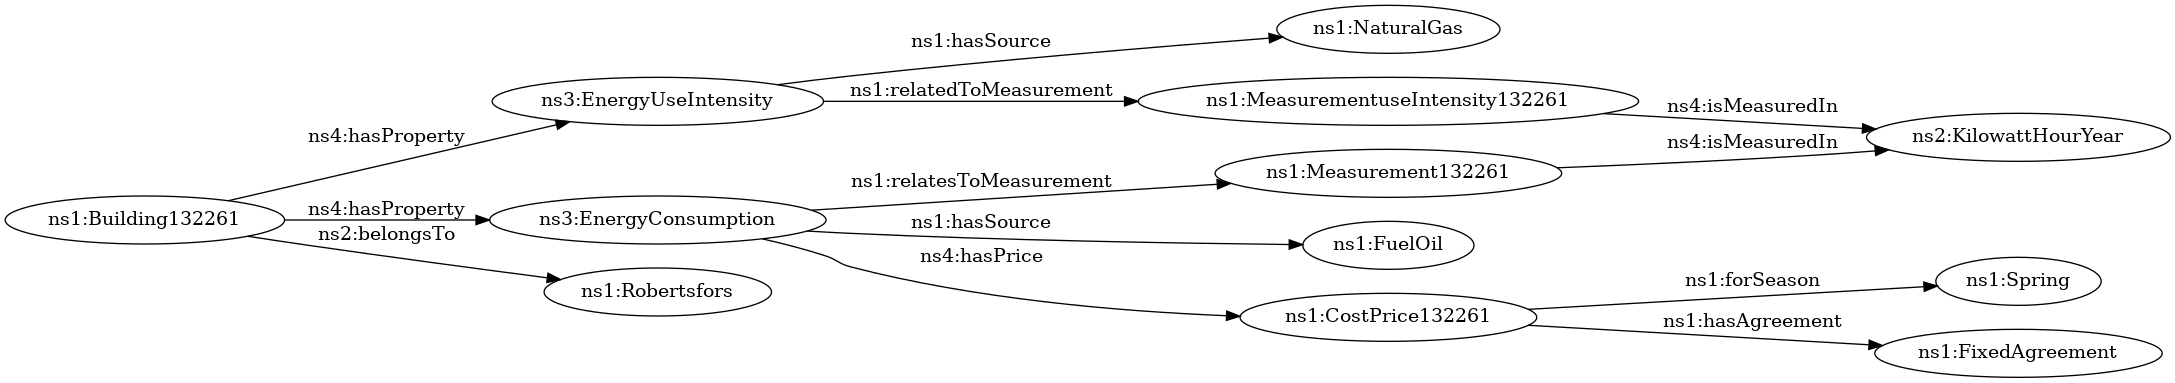 ns1:NaturalGas
ns1:hasSource
ns3:EnergyUseIntensity
ns1:relatedToMeasurement
ns1:MeasurementuseIntensity132261
ns4:isMeasuredIn
ns4:hasProperty
ns2:KilowattHourYear
ns4:isMeasuredIn
ns1:relatesToMeasurement
ns1:Measurement132261
ns1:Building132261
ns4:hasProperty
ns3:EnergyConsumption
ns1:hasSource
ns2:belongsTo
ns1:FuelOil
ns4:hasPrice
ns1:Robertsfors
ns1:forSeason
ns1:Spring
ns1:CostPrice132261
ns1:hasAgreement
ns1:FixedAgreement